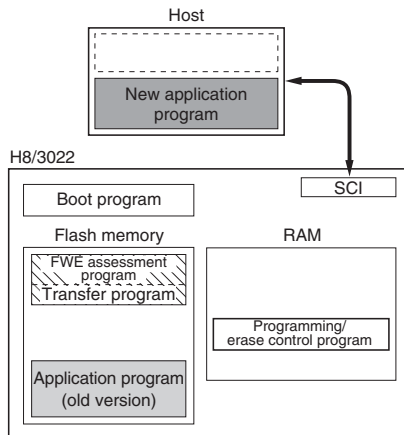 Host
New application
program
H8/3022
SCI
Boot program
Flash memory
RAM
FWE assessment
program
Transfer program
Programming/
erase control program
Application program
(old version)